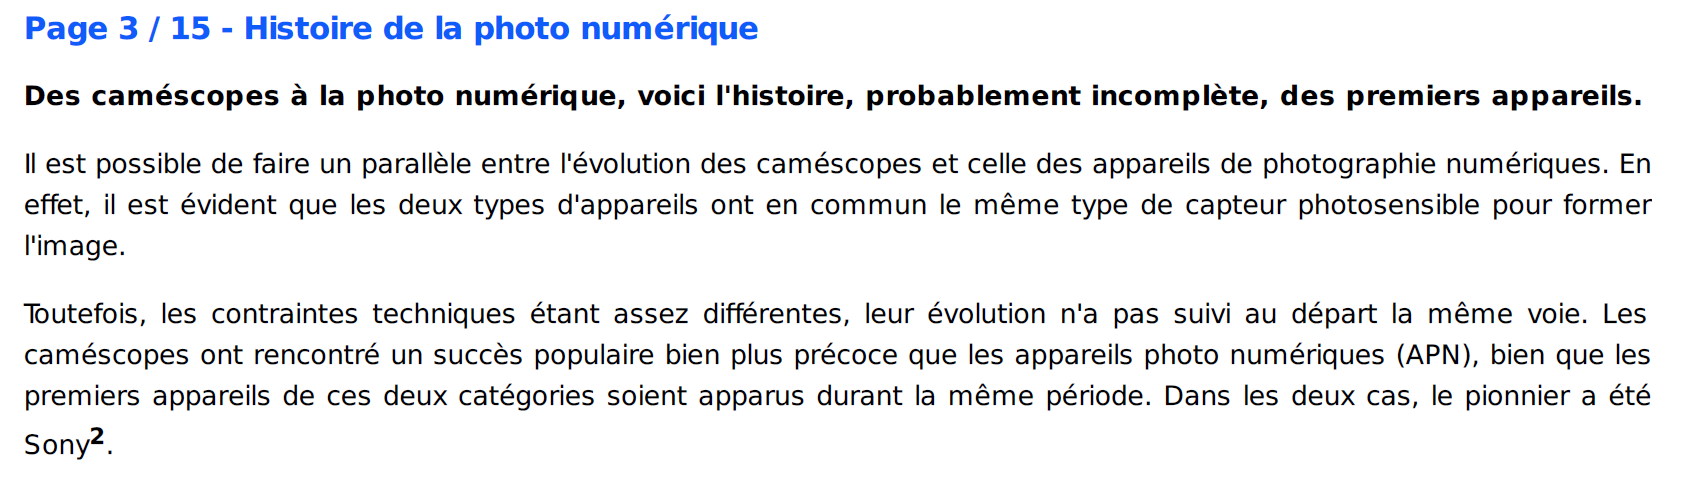 Page 3 / 15 - Histoire de la photo numérique
Des caméscopes à la photo numérique, voici l'histoire, probablement incomplète, des premiers appareils.
Il est possible de faire un parallèle entre l'évolution des caméscopes et celle des appareils de photographie numériques. En
effet, il est évident que les deux types d'appareils ont en commun le même type de capteur photosensible pour former
l'image.
Toutefois, les contraintes techniques étant assez différentes, leur évolution n'a pas suivi au départ la même voie. Les
caméscopes ont rencontré un succès populaire bien plus précoce que les appareils photo numériques (APN), bien que les
premiers appareils de ces deux catégories soient apparus durant la même période. Dans les deux cas, le pionnier a été
Sony2.